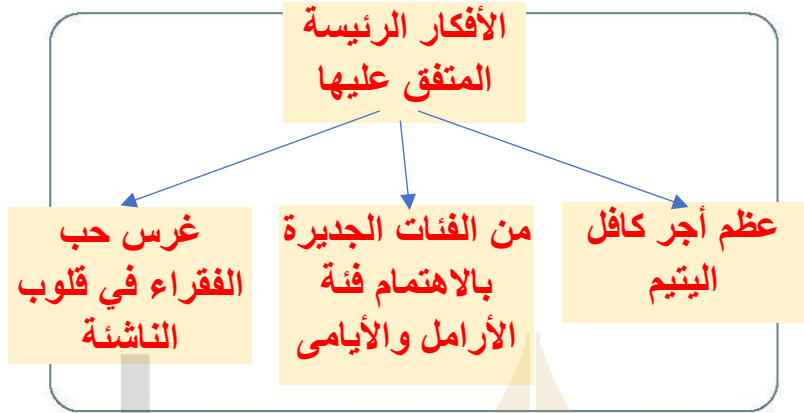 الأفكار الرئيسة
المتفق عليها
عظم أجر كافل
اليتيم
من الفئات الجديرة
بالاهتمام فئة
الأرامل والأيامى
غرس حب
الفقراء في قلوب
الناشئة